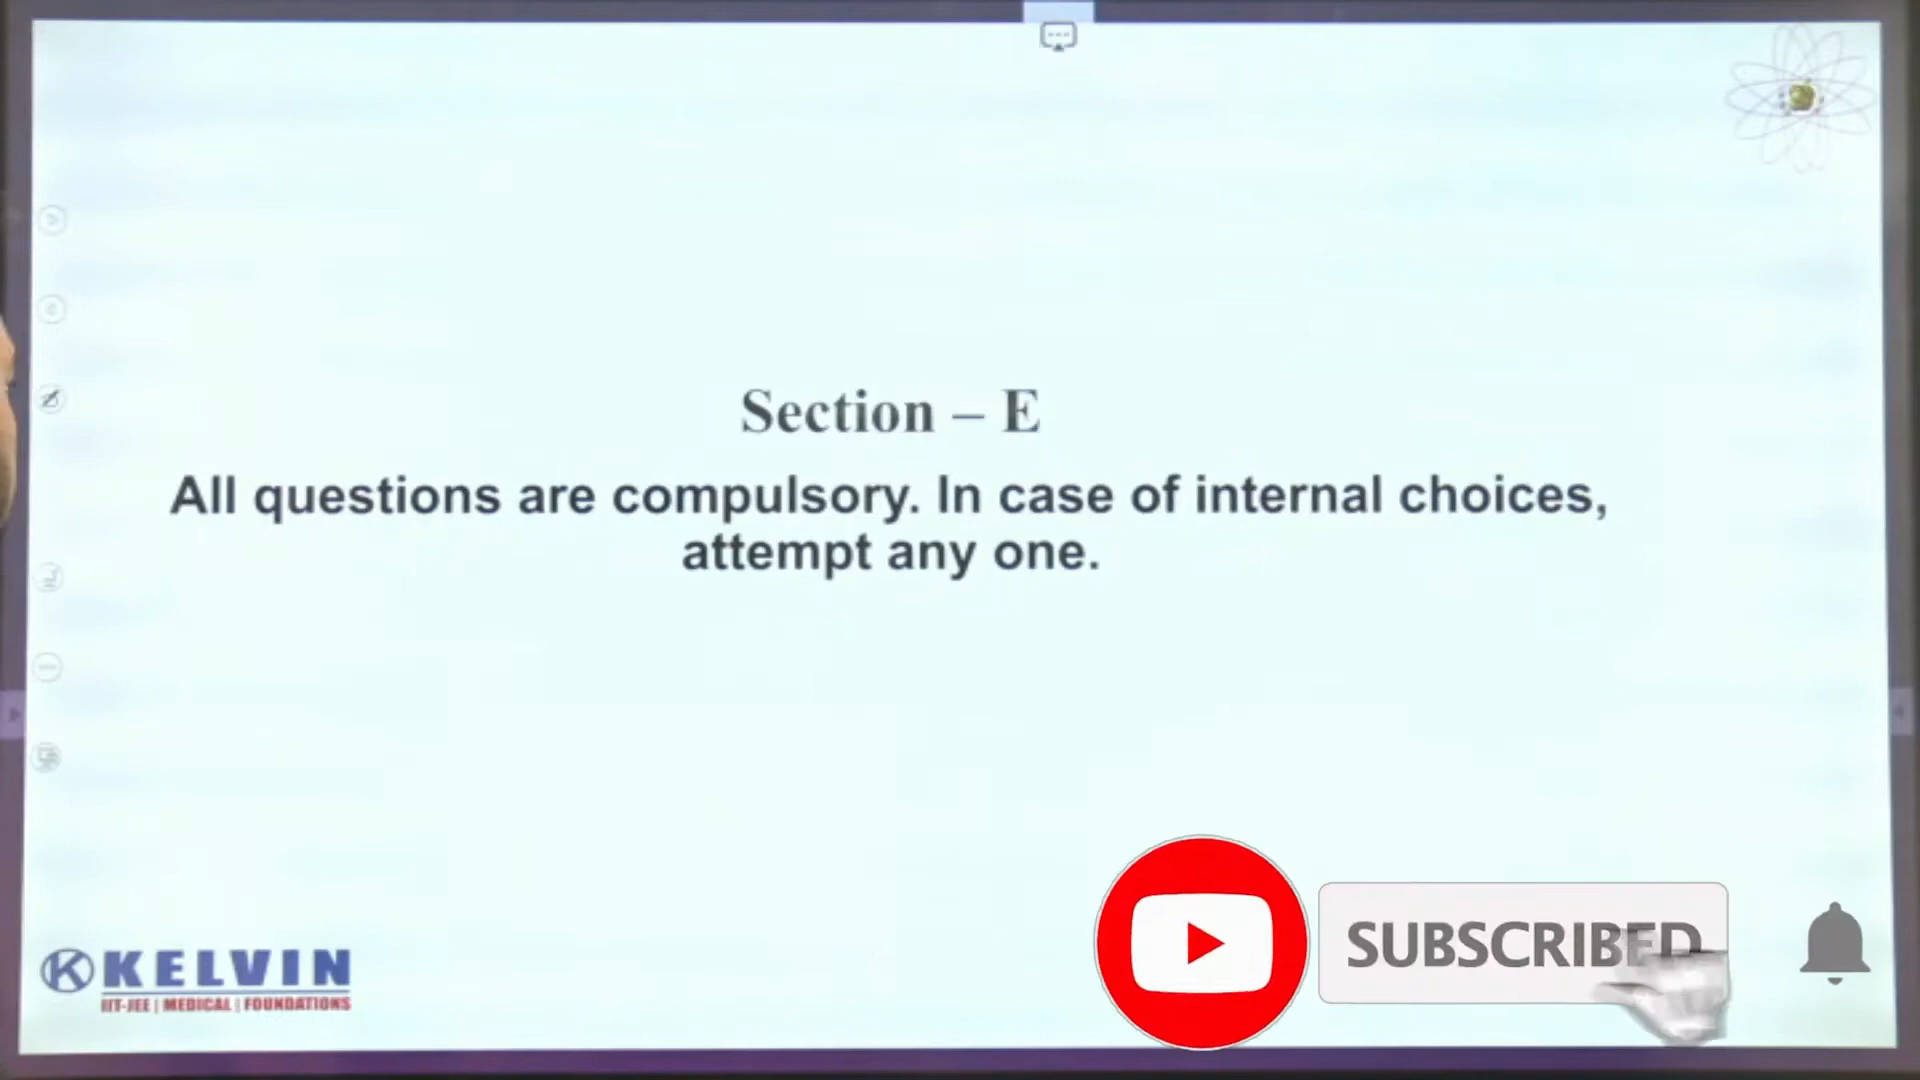 Section – E
All questions are compulsory. In case of internal choices,
attempt any one.
KELVIN
IIT-JEE | MEDICAL | FOUNDATIONS
SUBSCRIBED